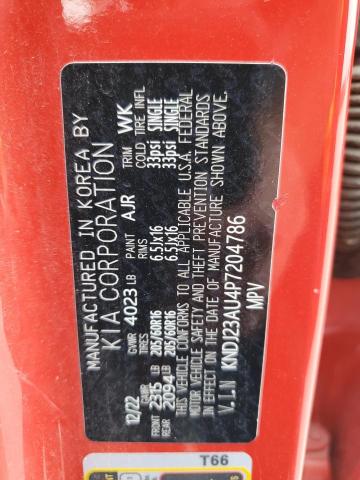 MANUFACTURED IN KOREA BY
KIA CORPORATION
GVWR PAINT TRIM
12/22 4023 LB AJR WK
GAWR TIRES RIMS COLD TIRE INFL
FRONT 2315 LB 205/60R16 6.5Jx16 33psi SINGLE
REAR 2094 LB 205/60R16 6.5Jx16 33psi SINGLE
THIS VEHICLE CONFORMS TO ALL APPLICABLE U.S.A. FEDERAL
MOTOR VEHICLE SAFETY & THEFT PREVENTION STANDARDS
IN EFFECT ON THE DATE OF MANUFACTURE SHOWN ABOVE.
V.I.N KNDJ23AU4P7204786
MPV
T66